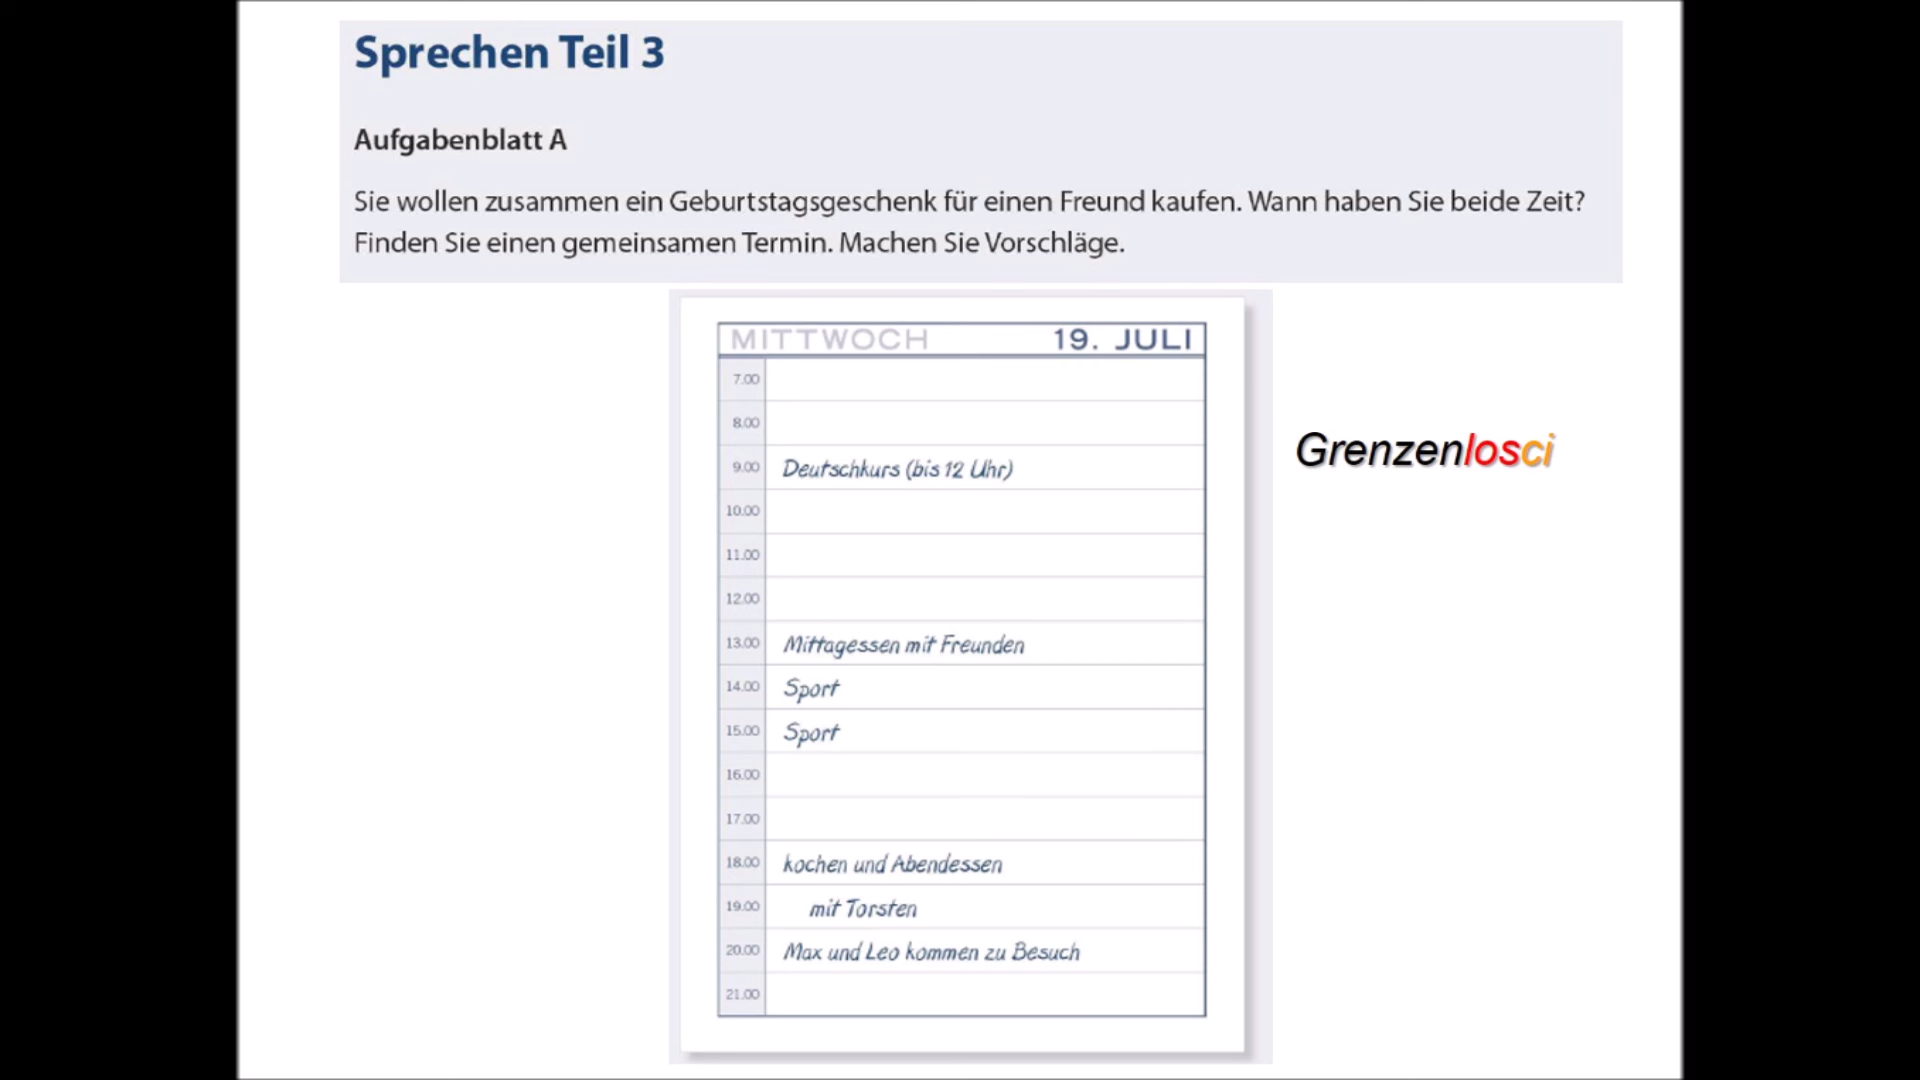 Sprechen Teil 3
Aufgabenblatt A
Sie wollen zusammen ein Geburtstagsgeschenk für einen Freund kaufen. Wann haben Sie beide Zeit?
Finden Sie einen gemeinsamen Termin. Machen Sie Vorschläge.
MITTWOCH 19. JULI
7.00
8.00
9.00 Deutschkurs (bis 12 Uhr)
10.00
11.00
12.00
13.00 Mittagessen mit Freunden
14.00 Sport
15.00 Sport
16.00
17.00
18.00 kochen und Abendessen
19.00 mit Torsten
20.00 Max und Leo kommen zu Besuch
21.00
Grenzenlosci